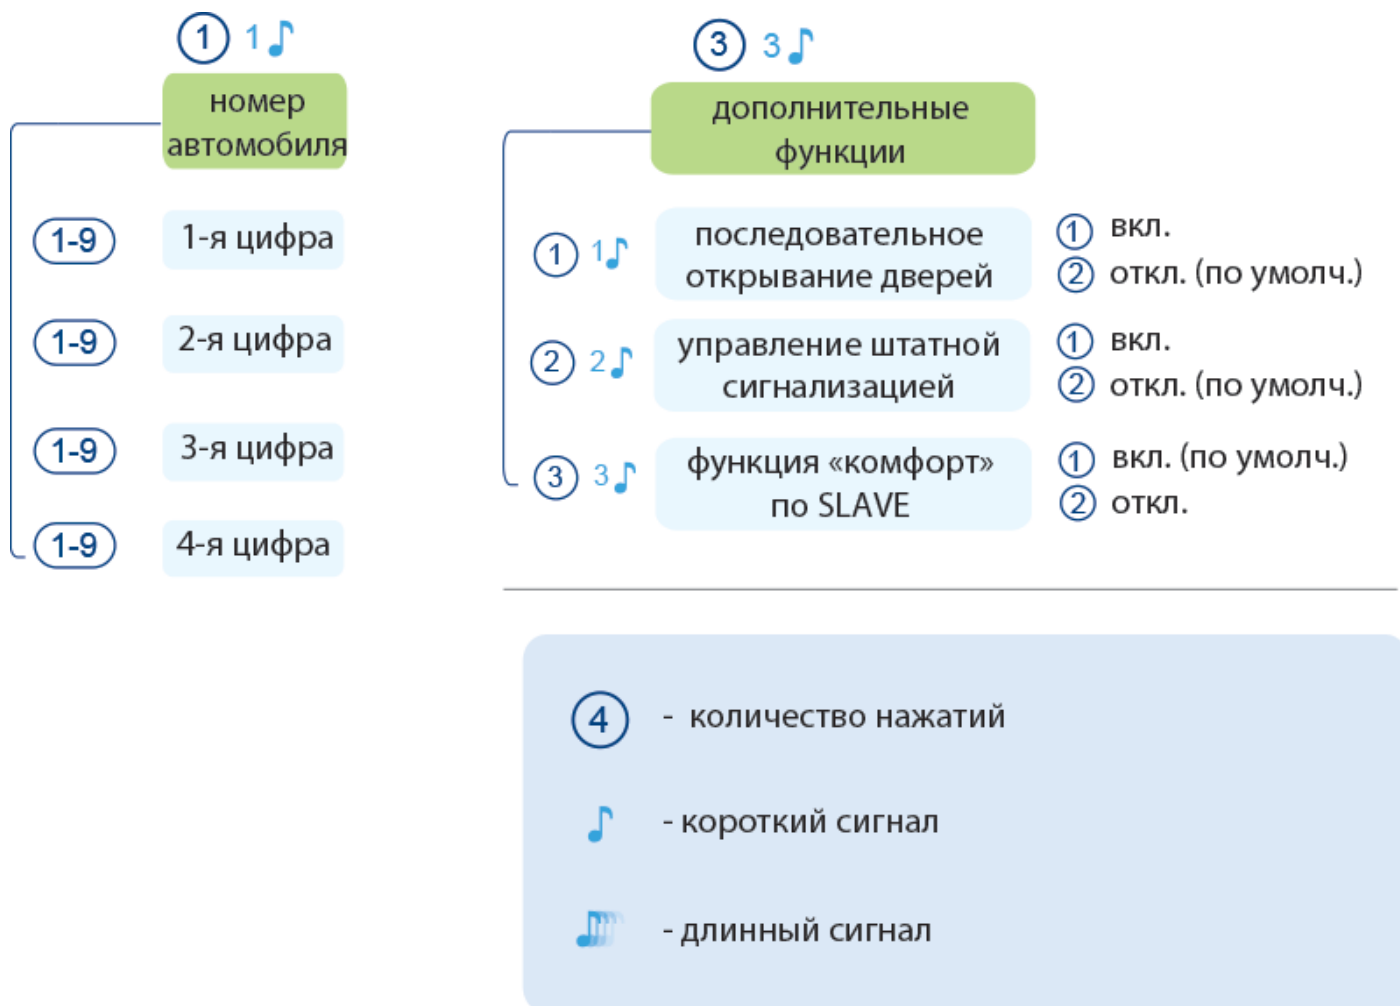 1 1
номер
автомобиля
1-9 1-я цифра
1-9 2-я цифра
1-9 3-я цифра
1-9 4-я цифра
3 3
дополнительные
функции
1 1
последовательное
открывание дверей
1 вкл.
2 откл. (по умолч.)
2 2
управление штатной
сигнализацией
1 вкл.
2 откл. (по умолч.)
3 3
функция «комфорт»
по SLAVE
1 вкл. (по умолч.)
2 откл.
4 - количество нажатий
- короткий сигнал
- длинный сигнал